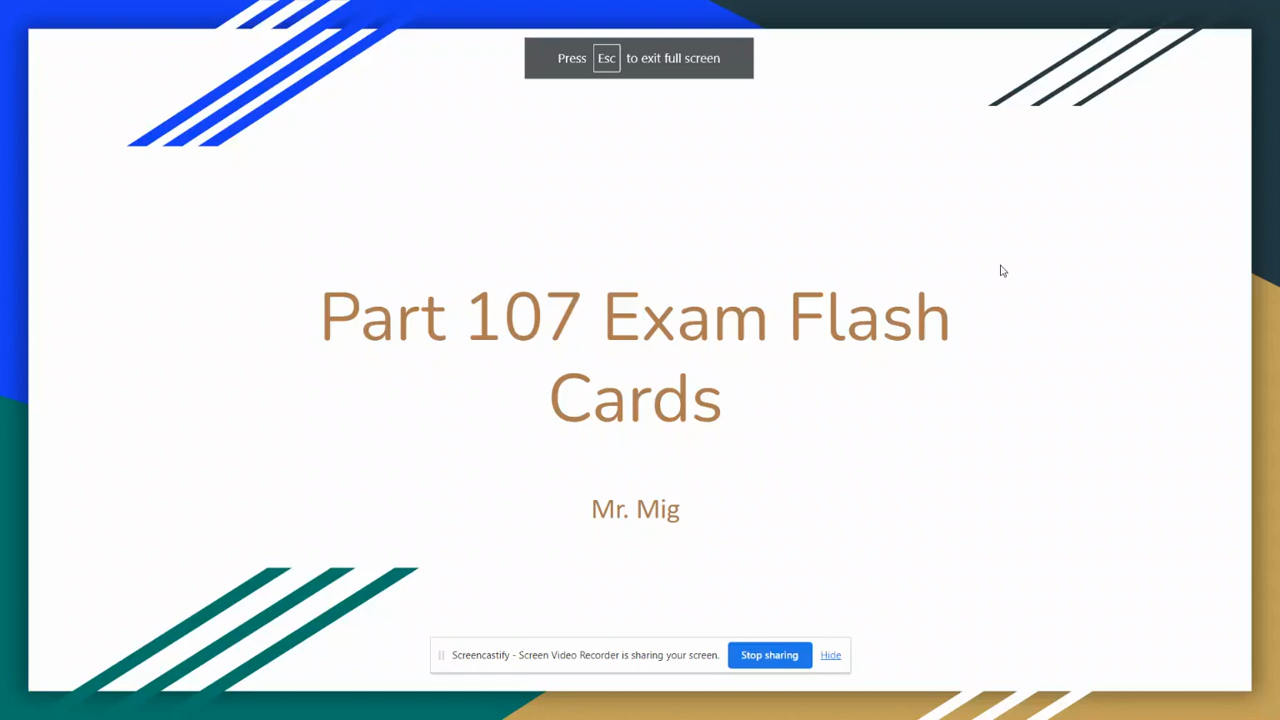 Press Esc to exit full screen
Part 107 Exam Flash
Cards
Mr. Mig
Screencastify - Screen Video Recorder is sharing your screen. Stop sharing Hide